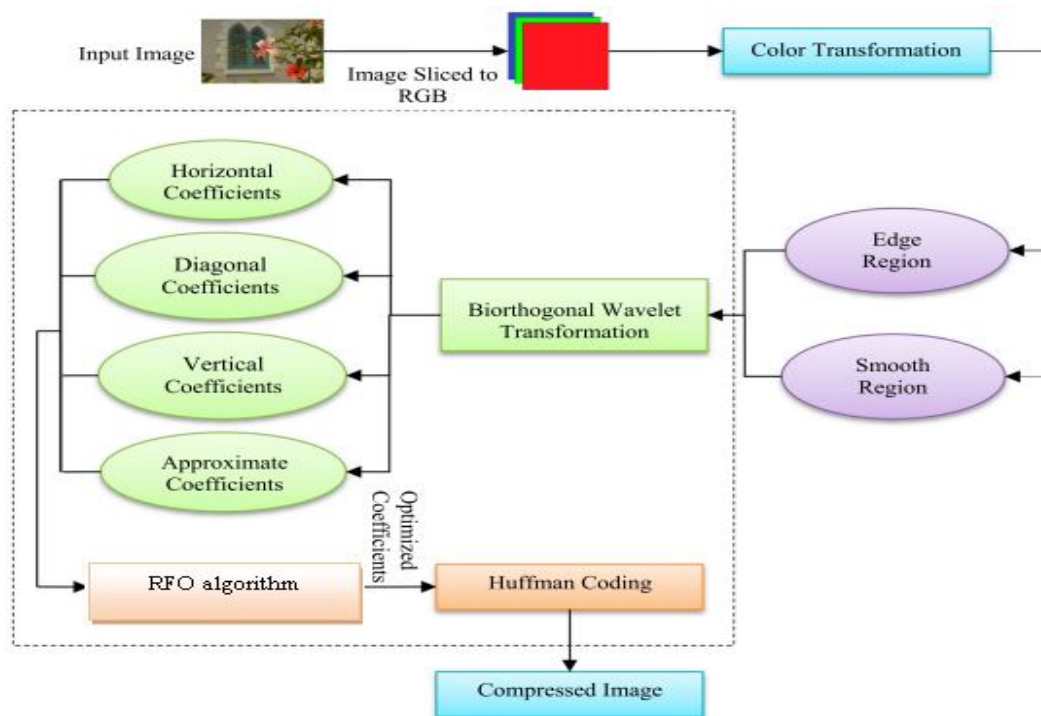 Input Image
Image Sliced to
RGB
Color Transformation
Horizontal
Coefficients
Diagonal
Coefficients
Vertical
Coefficients
Approximate
Coefficients
Biorthogonal Wavelet
Transformation
Edge
Region
Smooth
Region
RFO algorithm
Optimized
Coefficients
Huffman Coding
Compressed Image